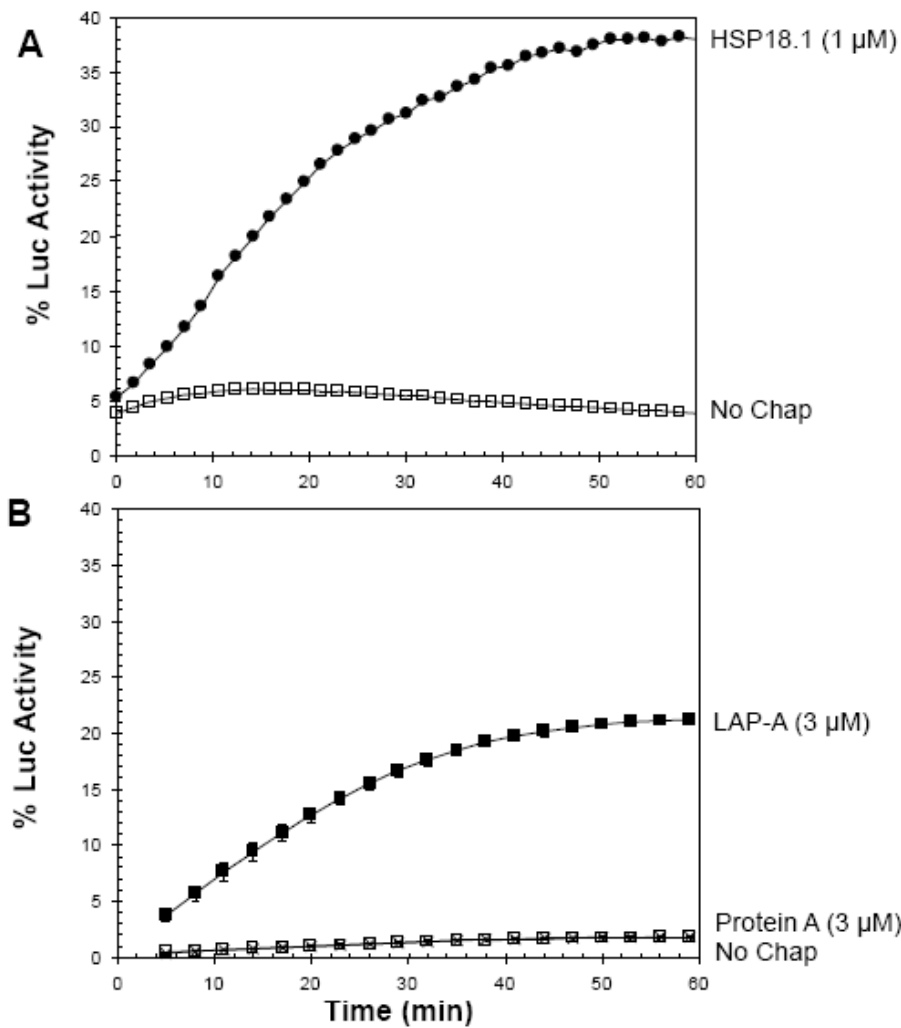 A
40
35
30
25
20
15
10
5
0
% Luc Activity
HSP18.1 (1 µM)
No Chap
0 10 20 30 40 50 60
B
40
35
30
25
20
15
10
5
0
% Luc Activity
LAP-A (3 µM)
Protein A (3 µM)
No Chap
0 10 20 30 40 50 60
Time (min)